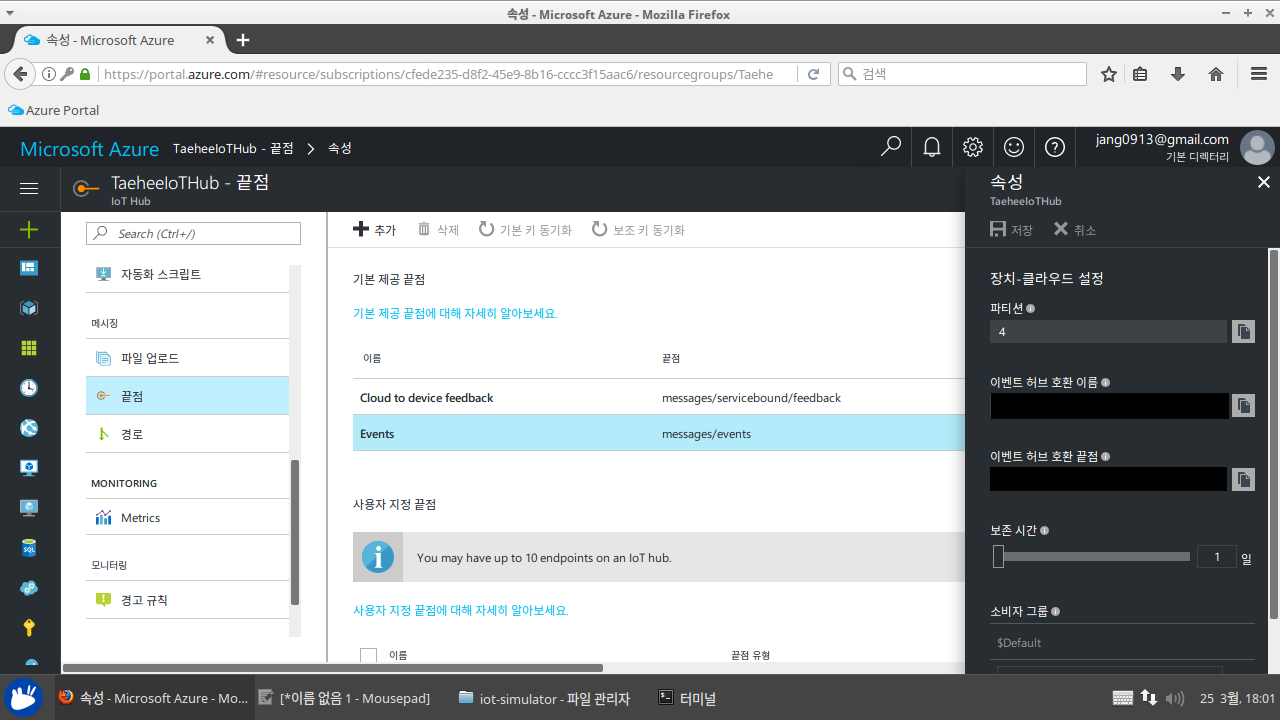 속성 - Microsoft Azure - Mozilla Firefox
속성 - Microsoft Azure
https://portal.azure.com/#resource/subscriptions/cfede235-d8f2-45e9-8b16-cccc3f15aac6/resourcegroups/Taehe
검색
Azure Portal
Microsoft Azure
TaeheeIoTHub - 끝점
속성
jang0913@gmail.com
기본 디렉터리
TaeheeIoTHub - 끝점
IoT Hub
Search (Ctrl+/)
자동화 스크립트
메시징
파일 업로드
끝점
경로
MONITORING
Metrics
모니터링
경고 규칙
SQL
추가
삭제
기본 키 동기화
보조 키 동기화
기본 제공 끝점
기본 제공 끝점에 대해 자세히 알아보세요.
이름
끝점
Cloud to device feedback
messages/servicebound/feedback
Events
messages/events
사용자 지정 끝점
You may have up to 10 endpoints on an IoT hub.
사용자 지정 끝점에 대해 자세히 알아보세요.
이름
끝점 유형
속성
TaeheeIoTHub
저장
취소
장치-클라우드 설정
파티션
4
이벤트 허브 호환 이름
이벤트 허브 호환 끝점
보존 시간
1
일
소비자 그룹
$Default
속성 - Microsoft Azure - Mo...
[*이름 없음 1 - Mousepad]
iot-simulator - 파일 관리자
터미널
25 3월, 18:01